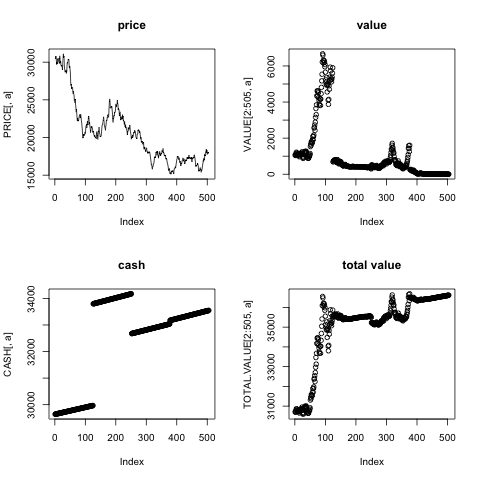 price
PRICE[, a]
15000 20000 25000 30000
0 100 200 300 400 500
Index
value
VALUE[2:505, a]
0 2000 4000 6000
0 100 200 300 400 500
Index
cash
CASH[, a]
30000 32000 34000
0 100 200 300 400 500
Index
total value
TOTAL.VALUE[2:505, a]
31000 33000 35000
0 100 200 300 400 500
Index